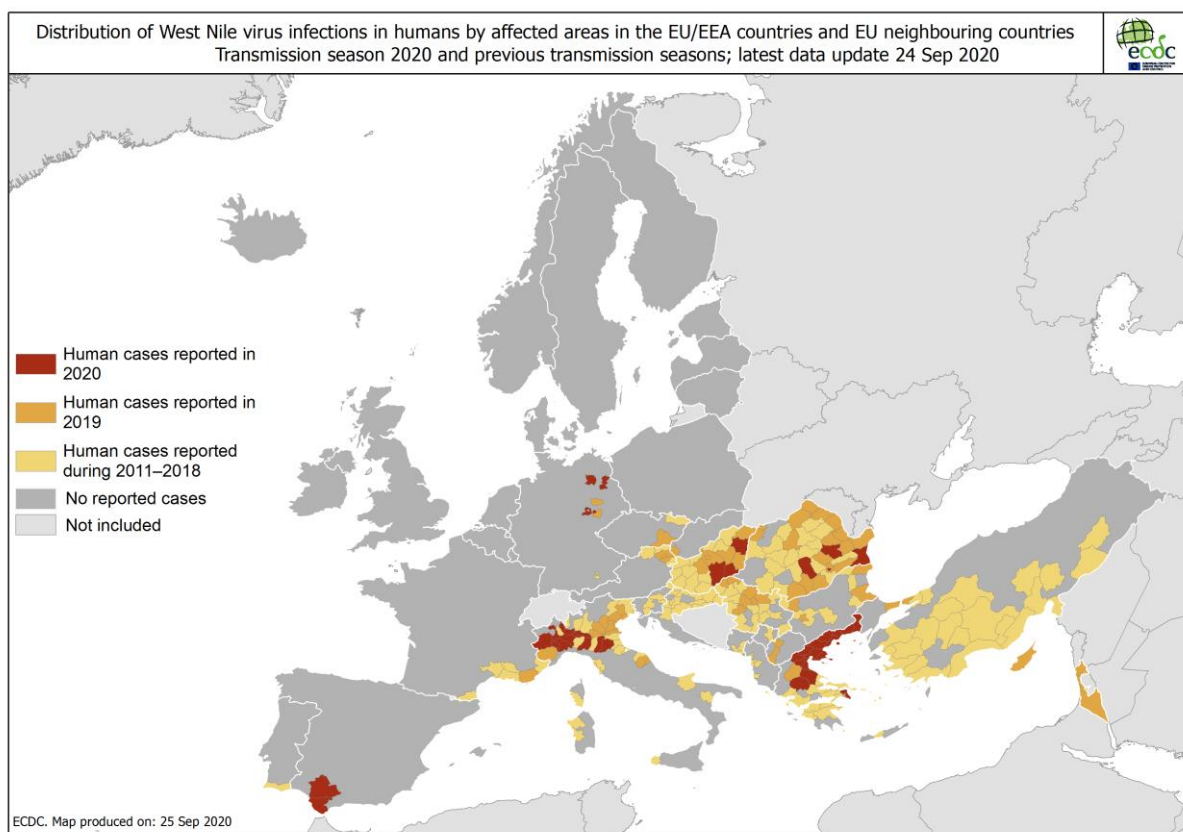 Distribution of West Nile virus infections in humans by affected areas in the EU/EEA countries and EU neighbouring countries
Transmission season 2020 and previous transmission seasons; latest data update 24 Sep 2020
ecdc
Human cases reported in
2020
Human cases reported in
2019
Human cases reported
during 2011–2018
No reported cases
Not included
ECDC. Map produced on: 25 Sep 2020